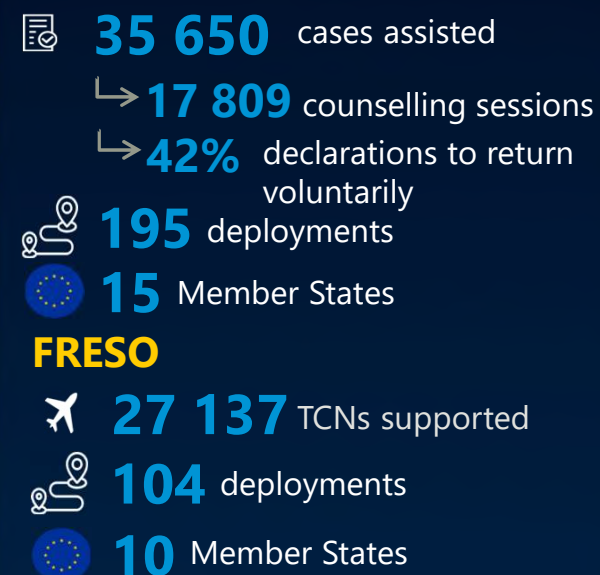 35 650 cases assisted
17 809 counselling sessions
42% declarations to return
voluntarily
195 deployments
15 Member States
FRESO
27 137 TCNs supported
104 deployments
10 Member States